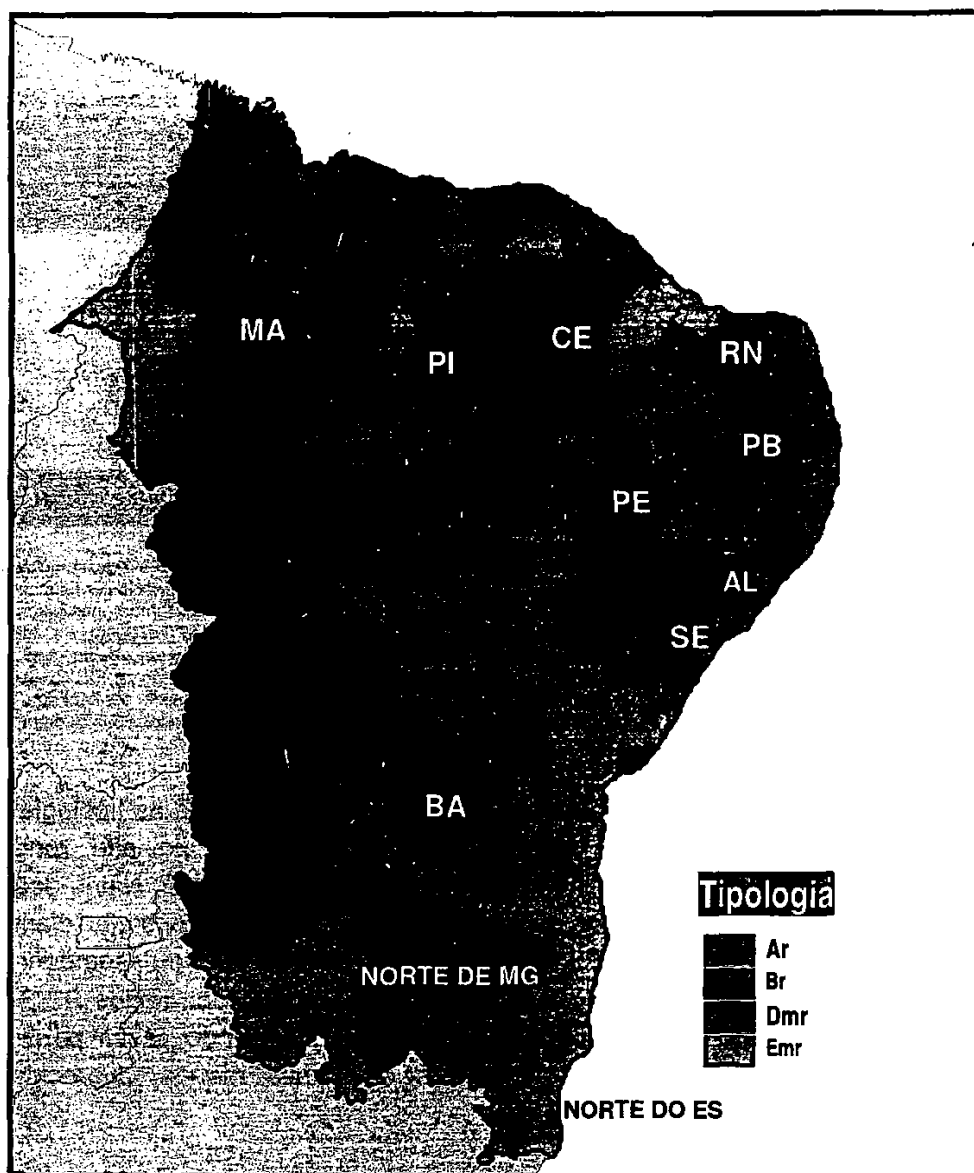 MA
PI
CE
RN
PB
PE
AL
SE
BA
NORTE DE MG
NORTE DO ES
Tipologia
Ar
Br
Dmr
Emr